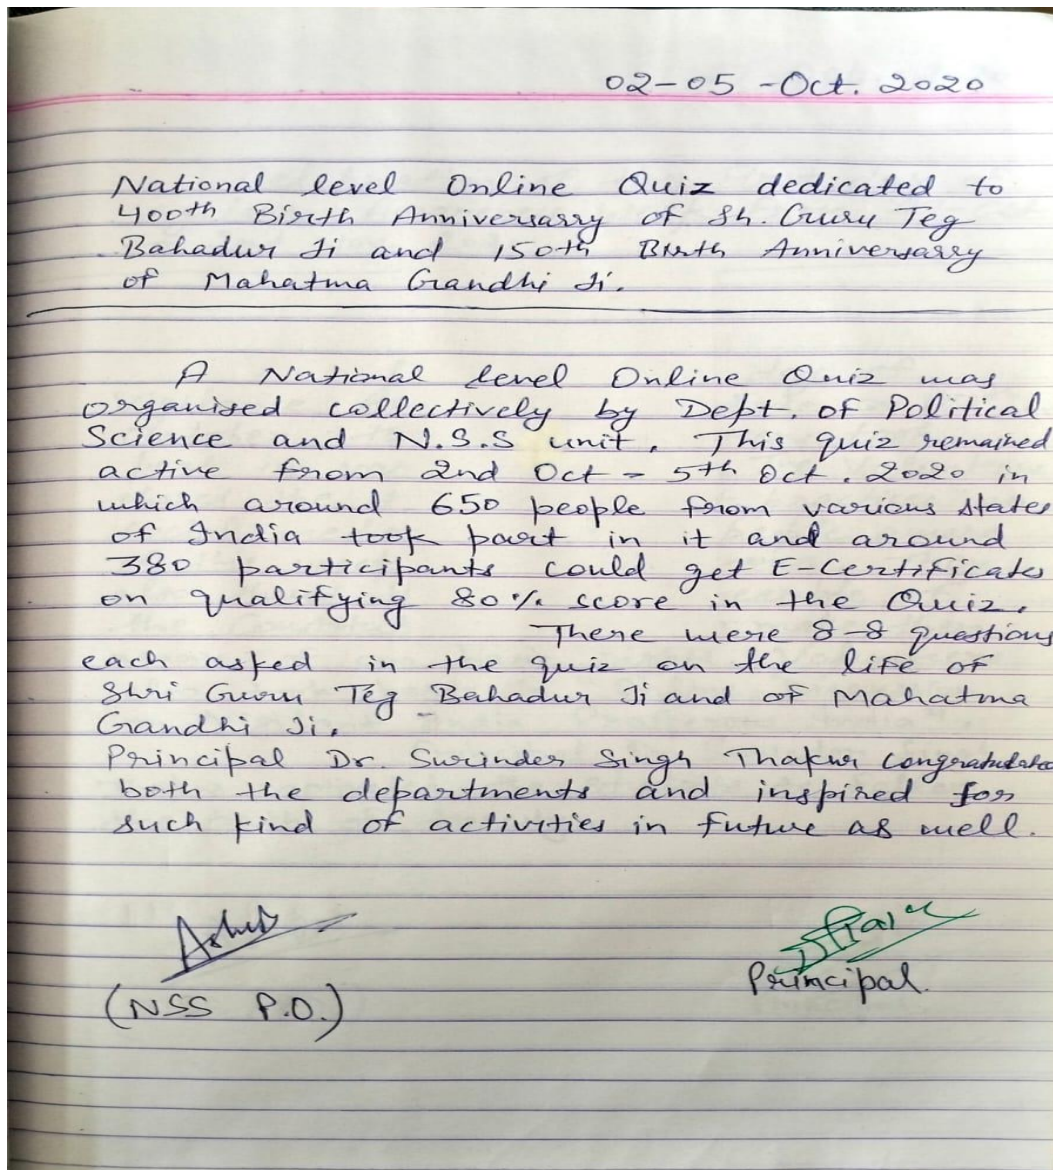 02-05-Oct. 2020
National level Online Quiz dedicated to
400th Birth Anniversarry of Sh. Guru Teg
Bahadur Ji and 150th Birth Anniversarry
of Mahatma Gandhi Ji.
A National level Online Quiz was
organised collectively by Dept. of Political
Science and N.S.S unit. This quiz remained
active from 2nd Oct - 5th Oct. 2020 in
which around 650 people from various states
of India took part in it and around
380 participants could get E-Certificates
on qualifying 80% score in the Quiz.
There were 8-8 questions
each asked in the quiz on the life of
Shri Guru Teg Bahadur Ji and of Mahatma
Gandhi Ji.
Principal Dr. Surinder Singh Thakur congratulated
both the departments and inspired for
such kind of activities in future as well.
(NSS P.O.)
Principal.